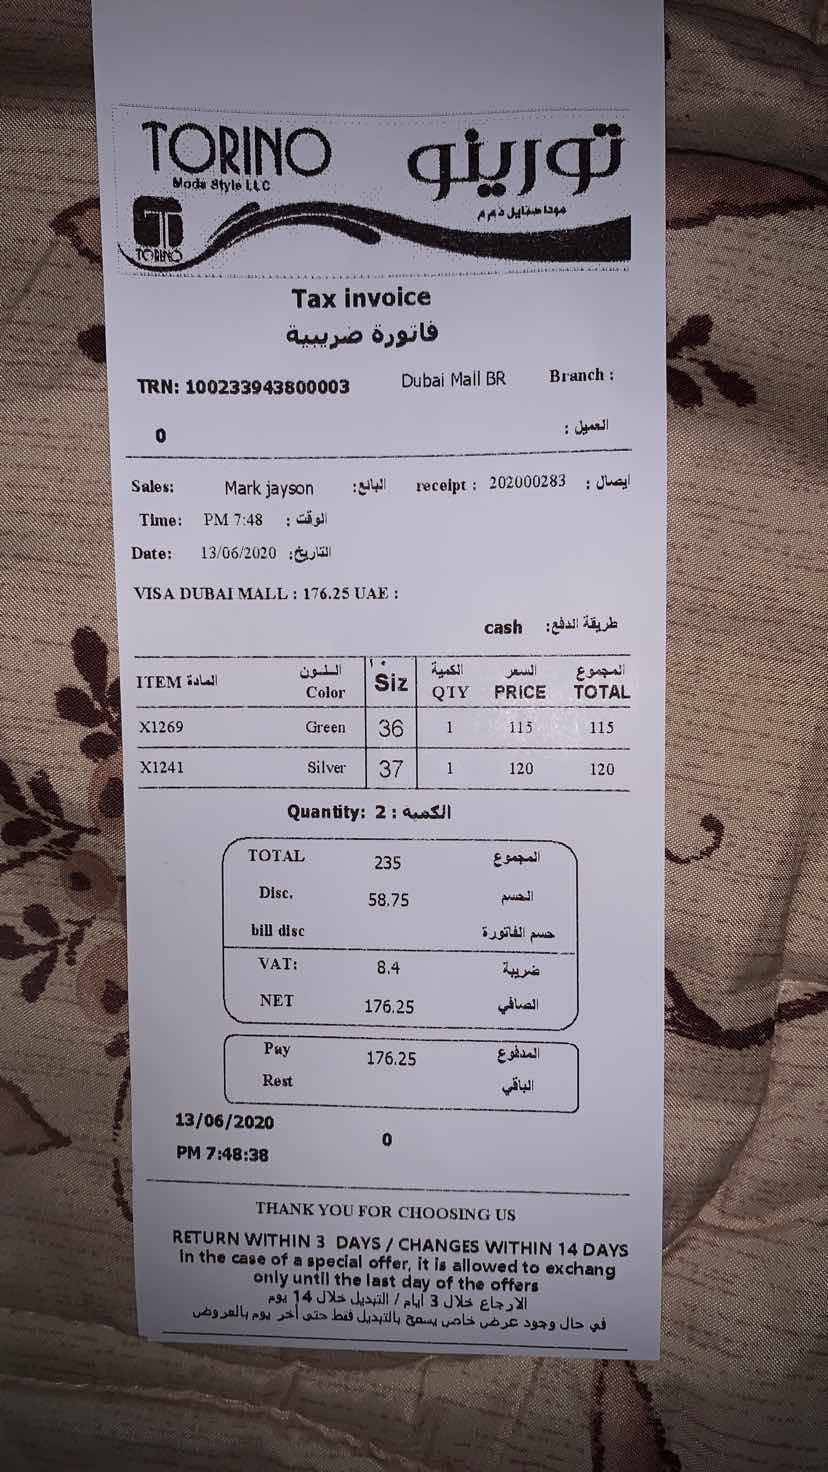 TORINO تورينو
Moda Style LLC مودا ستايل ذ م م
TORINO
Tax invoice
فاتورة ضريبية
TRN: 100233943800003 Dubai Mall BR Branch :
0 العميل :
Sales: Mark jayson البائع: receipt : 202000283 ايصال :
Time: PM 7:48 الوقت :
Date: 13/06/2020 التاريخ:
VISA DUBAI MALL : 176.25 UAE :
cash طريقة الدفع:
ITEM المادة اللون Color Siz الكمية QTY السعر PRICE المجموع TOTAL
X1269 Green 36 1 115 115
X1241 Silver 37 1 120 120
Quantity: 2 : الكمية
TOTAL 235 المجموع
Disc. 58.75 الحسم
bill disc حسم الفاتورة
VAT: 8.4 ضريبة
NET 176.25 الصافي
Pay 176.25 المدفوع
Rest الباقي
13/06/2020
0
PM 7:48:38
THANK YOU FOR CHOOSING US
RETURN WITHIN 3 DAYS / CHANGES WITHIN 14 DAYS
In the case of a special offer, it is allowed to exchang
only until the last day of the offers
الارجاع خلال 3 ايام / التبديل خلال 14 يوم
في حال وجود عرض خاص يسمح بالتبديل فقط حتى أخر يوم بالعروض